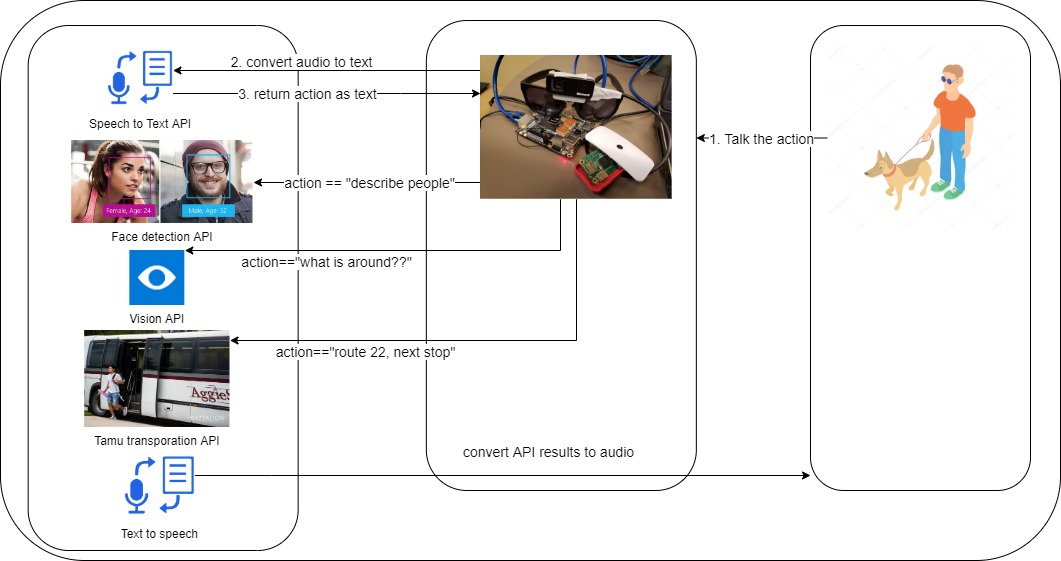 2. convert audio to text
3. return action as text
1. Talk the action
Speech to Text API
action == "describe people"
Female, Age: 24
Male, Age: 32
Face detection API
action=="what is around??"
Vision API
action=="route 22, next stop"
Aggie
BATTALION
Tamu transporation API
convert API results to audio
Text to speech